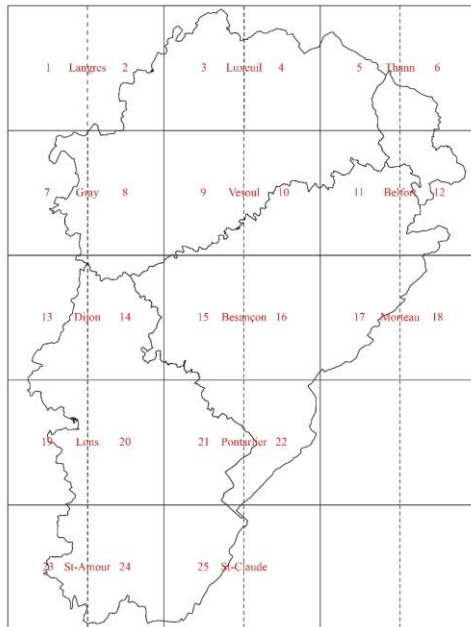 1 Langres 2 3 Luxeuil 4 5 Thann 6
7 Gray 8 9 Vesoul 10 11 Belfort 12
13 Dijon 14 15 Besançon 16 17 Morteau 18
19 Lons 20 21 Pontarlier 22
23 St-Amour 24 25 St-Claude